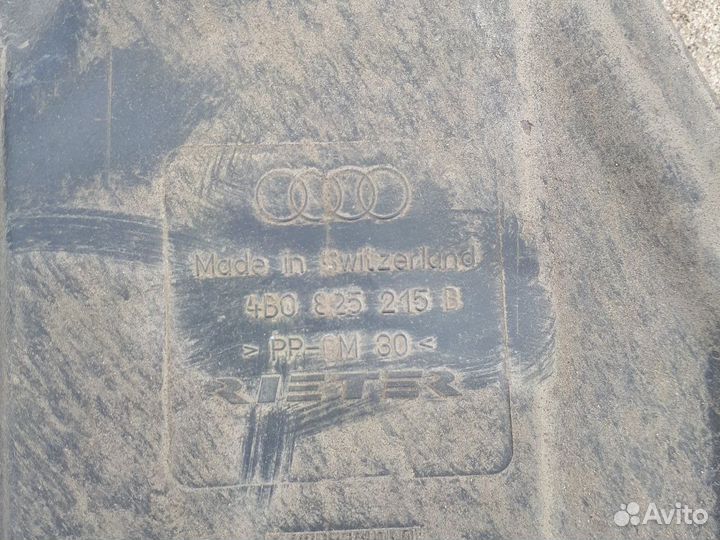 Made in Switzerland
4B0 825 215 B
> PP-GM 30 <
RIETER
Avito